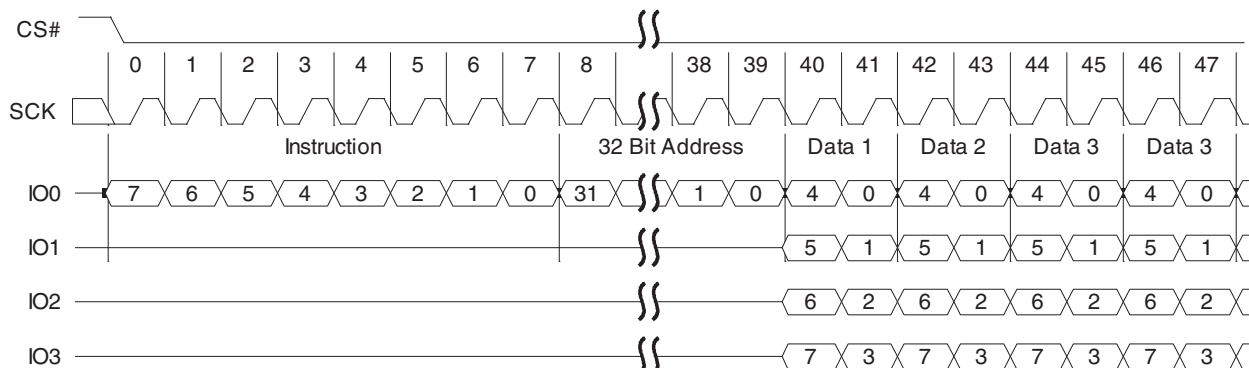 CS#
0 1 2 3 4 5 6 7 8 38 39 40 41 42 43 44 45 46 47
SCK
Instruction 32 Bit Address Data 1 Data 2 Data 3 Data 3
IO0 7 6 5 4 3 2 1 0 31 1 0 4 0 4 0 4 0 4 0
IO1 5 1 5 1 5 1 5 1
IO2 6 2 6 2 6 2 6 2
IO3 7 3 7 3 7 3 7 3